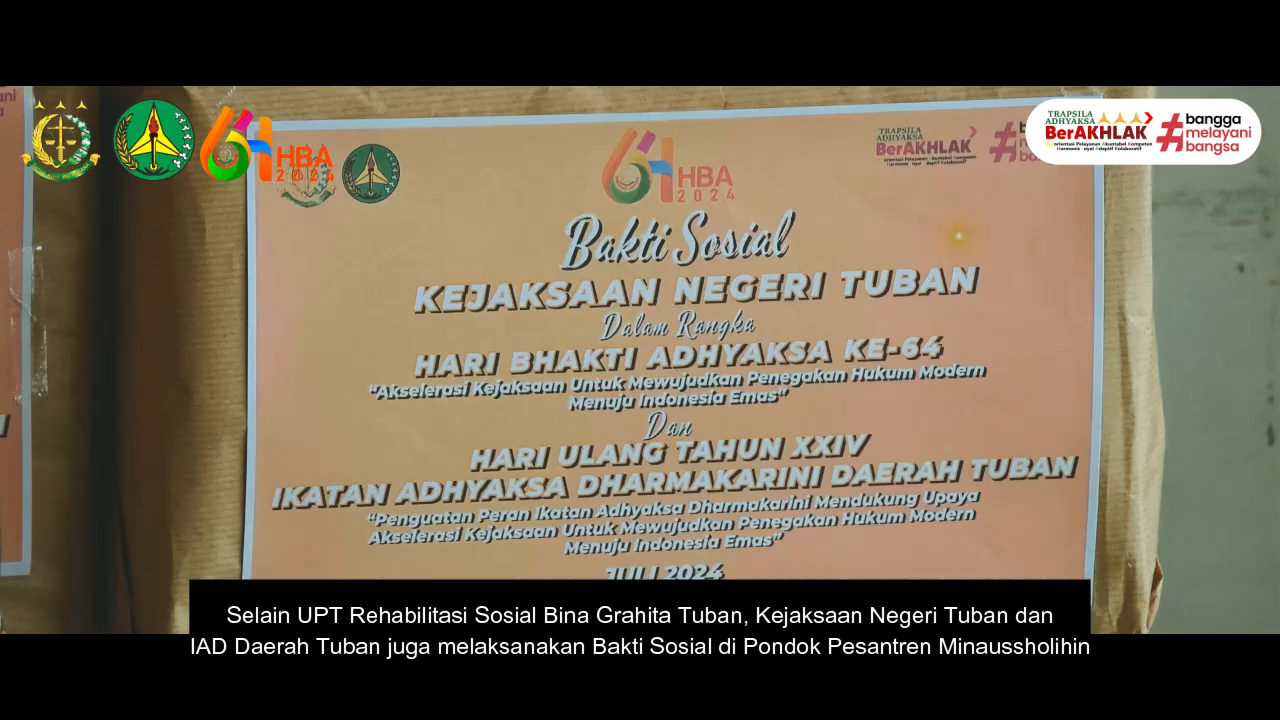 HBA
2024
TRAPSILA
ADHYAKSA
BerAKHLAK
#bangga
melayani
bangsa
TRAPSILA
ADHYAKSA
BerAKHLAK
64 HBA
2024
Bakti Sosial
KEJAKSAAN NEGERI TUBAN
Dalam Rangka
HARI BHAKTI ADHYAKSA KE-64
"Akselerasi Kejaksaan Untuk Mewujudkan Penegakan Hukum Modern
Menuju Indonesia Emas"
Dan
HARI ULANG TAHUN XXIV
IKATAN ADHYAKSA DHARMAKARINI DAERAH TUBAN
"Penguatan Peran Ikatan Adhyaksa Dharmakarini Mendukung Upaya
Akselerasi Kejaksaan Untuk Mewujudkan Penegakan Hukum Modern
Menuju Indonesia Emas"
JULI 2024
Selain UPT Rehabilitasi Sosial Bina Grahita Tuban, Kejaksaan Negeri Tuban dan
IAD Daerah Tuban juga melaksanakan Bakti Sosial di Pondok Pesantren Minaussholihin